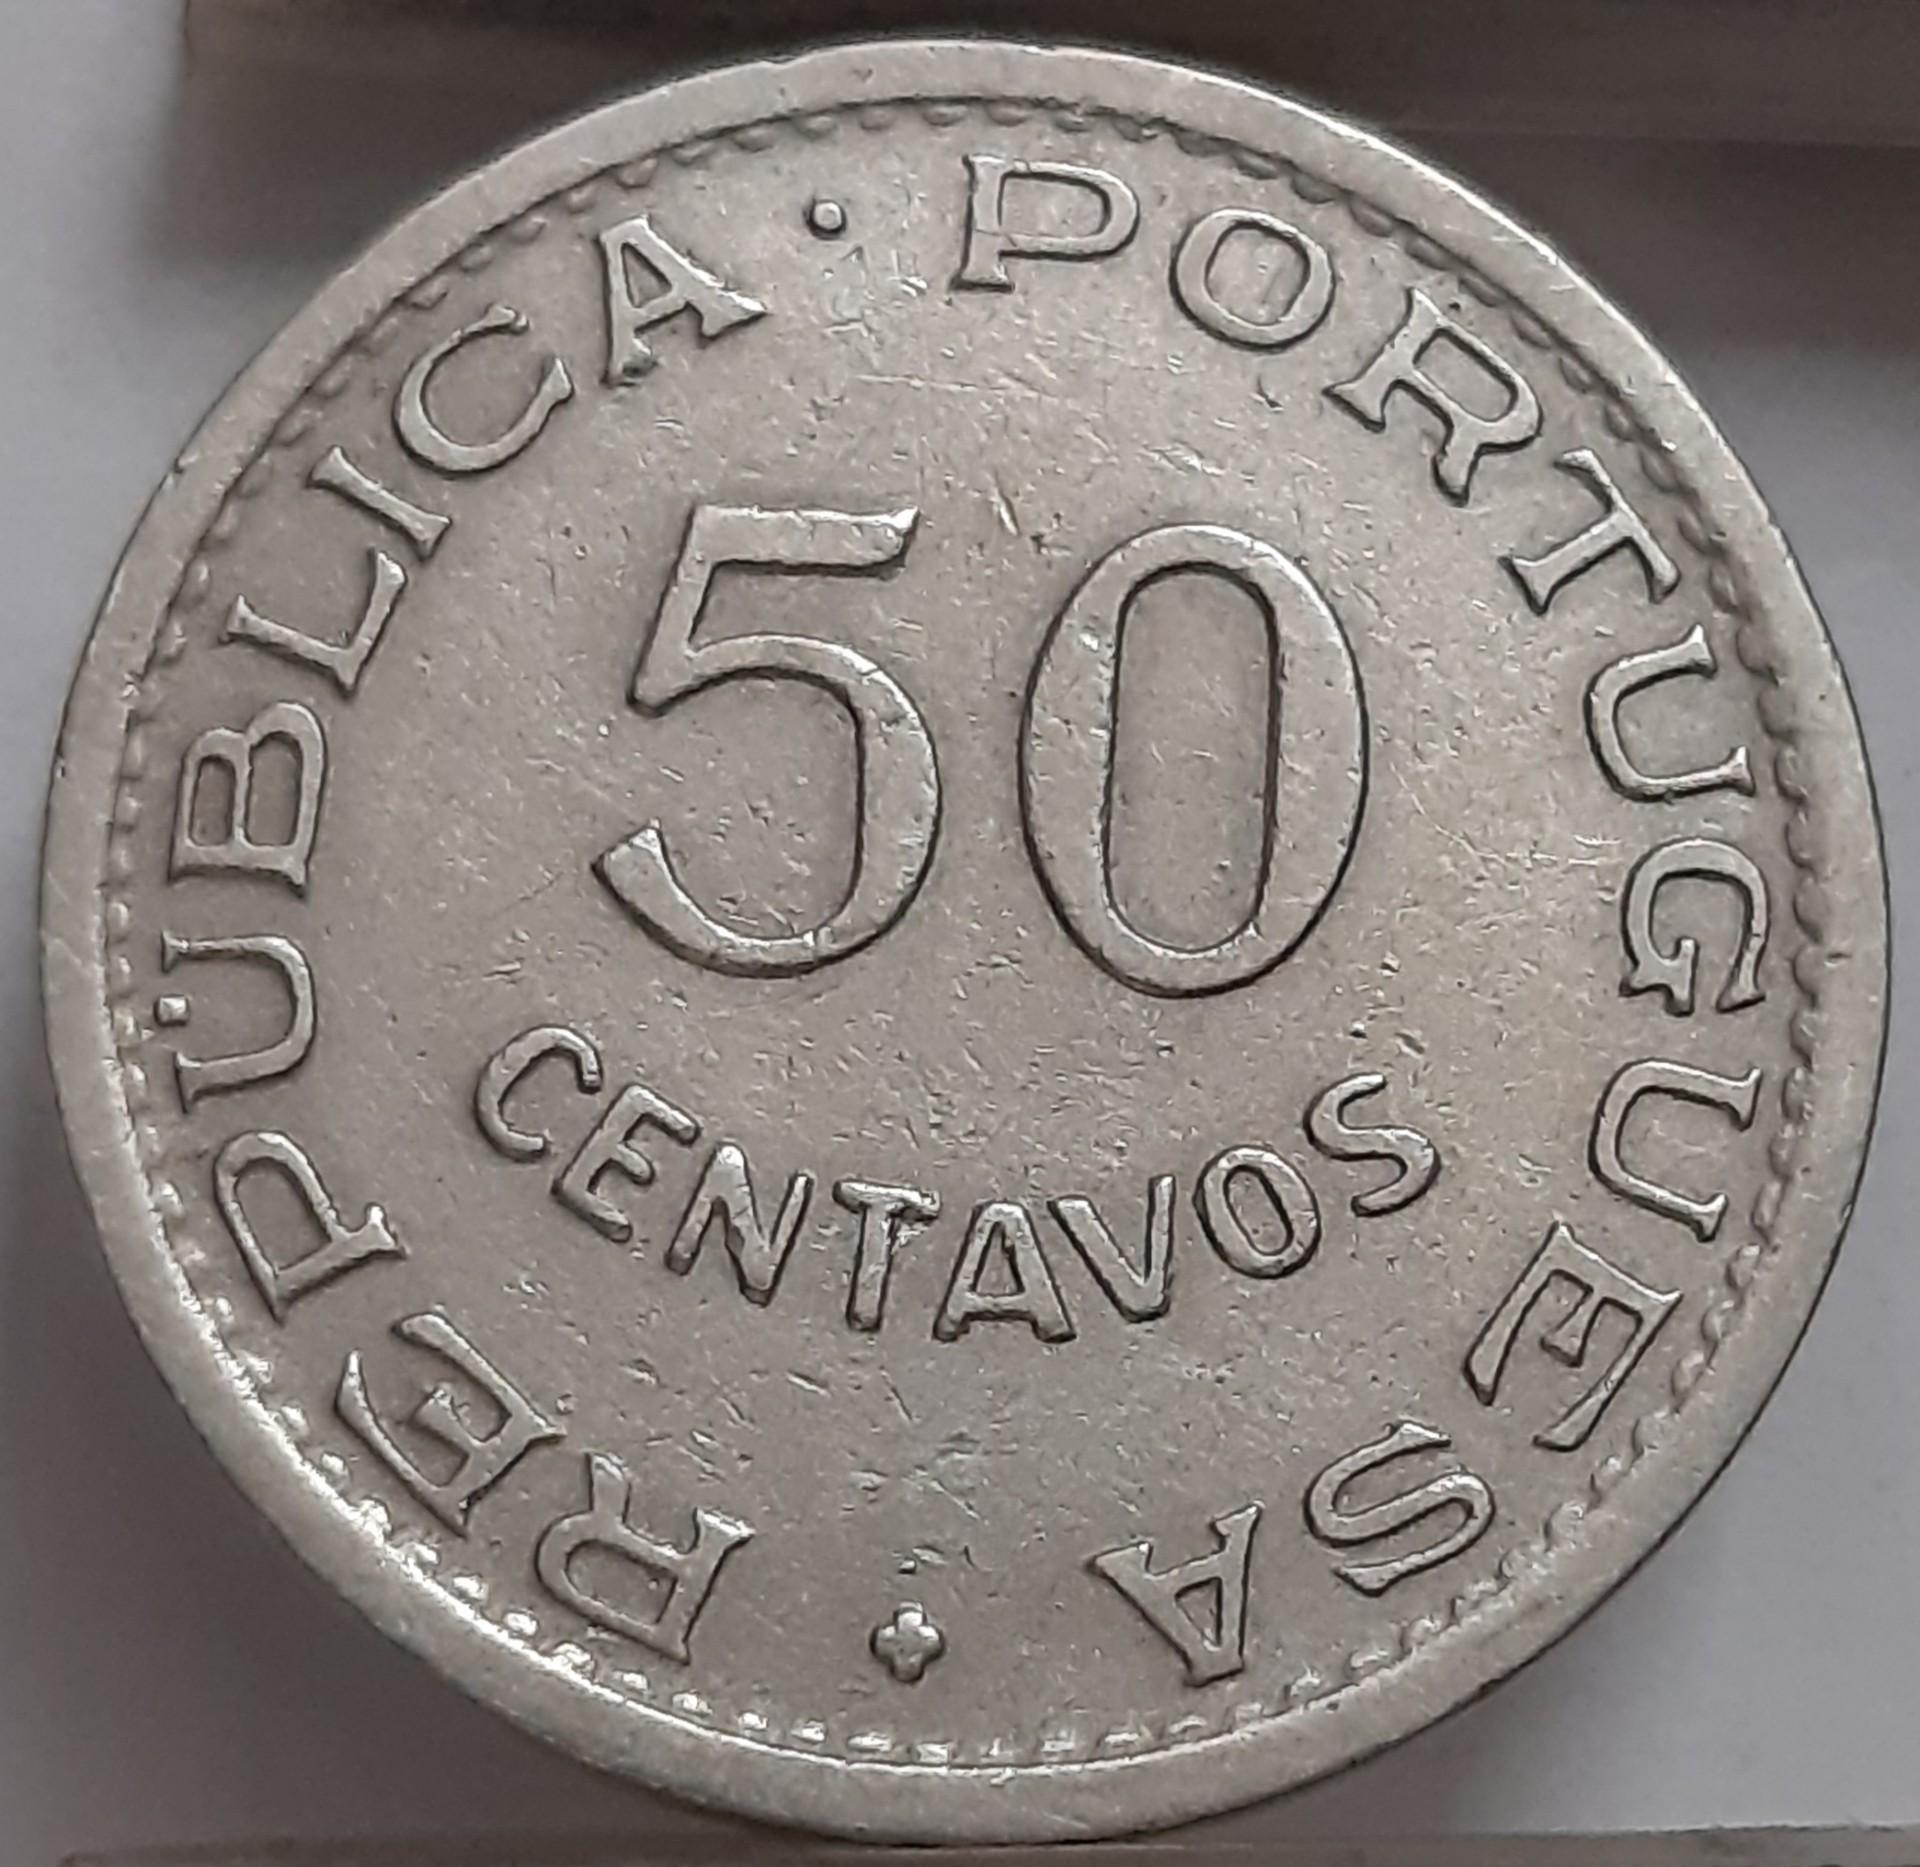 REPÚBLICA · PORTUGUESA
50
CENTAVOS